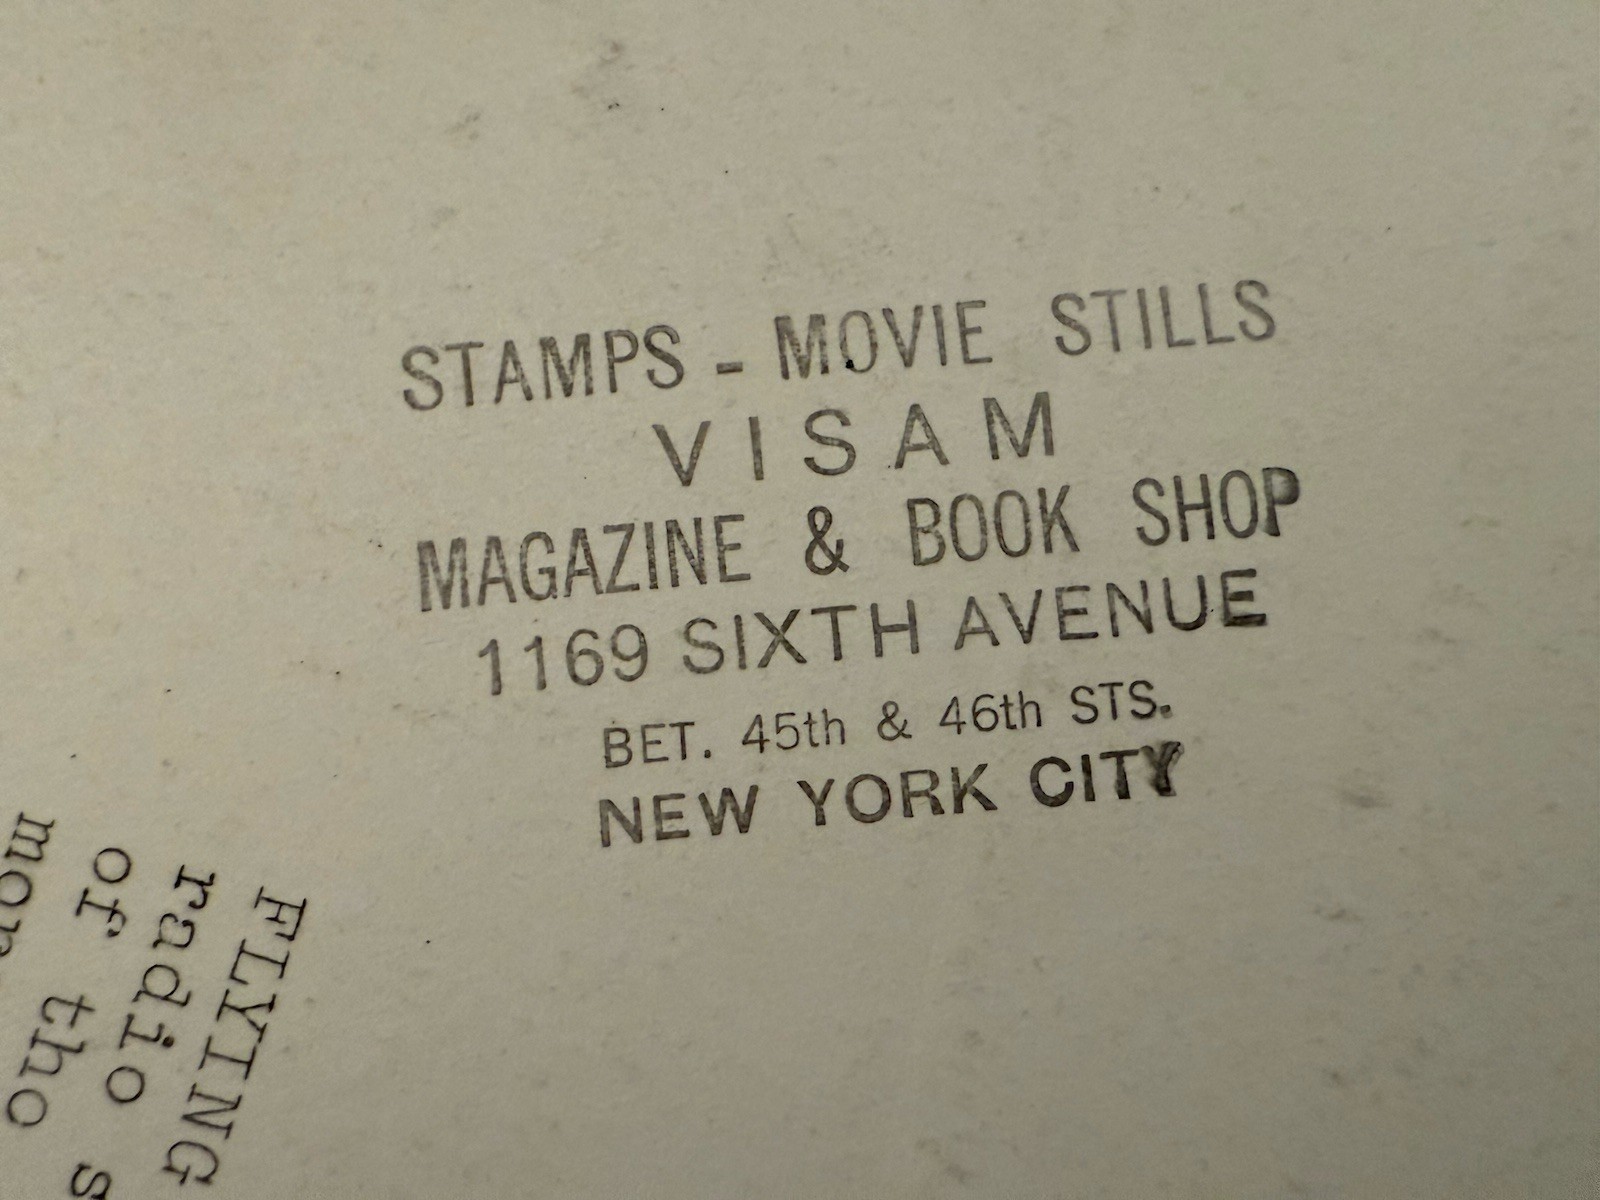 STAMPS - MOVIE STILLS
VISAM
MAGAZINE & BOOK SHOP
1169 SIXTH AVENUE
BET. 45th & 46th STS.
NEW YORK CITY
FLYING
radio s
of tho